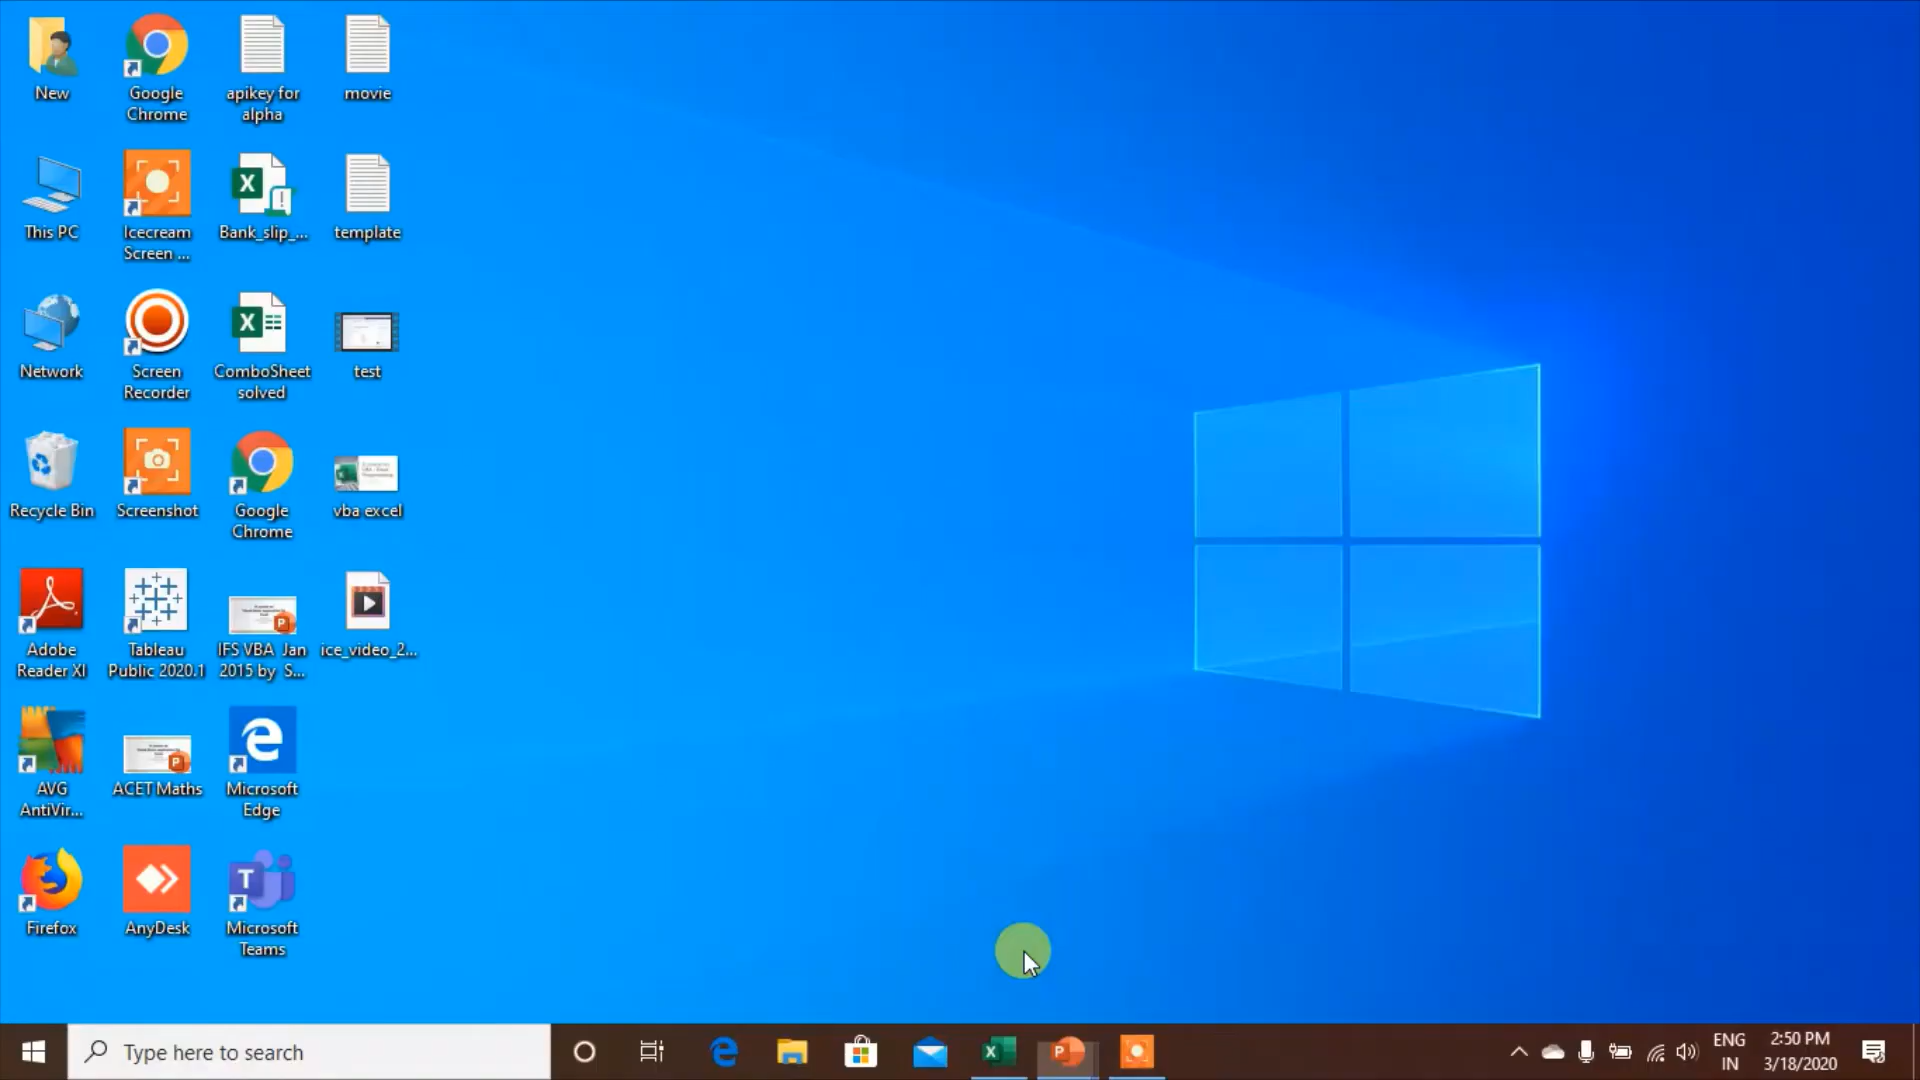 New
Google
Chrome
apikey for
alpha
movie
This PC
Icecream
Screen ...
Bank_slip_...
template
Network
Screen
Recorder
ComboSheet
solved
test
Recycle Bin
Screenshot
Google
Chrome
vba excel
Adobe
Reader XI
Tableau
Public 2020.1
IFS VBA Jan
2015 by S...
ice_video_2...
AVG
AntiVir...
ACET Maths
Microsoft
Edge
Firefox
AnyDesk
Microsoft
Teams
Type here to search
ENG
IN
2:50 PM
3/18/2020